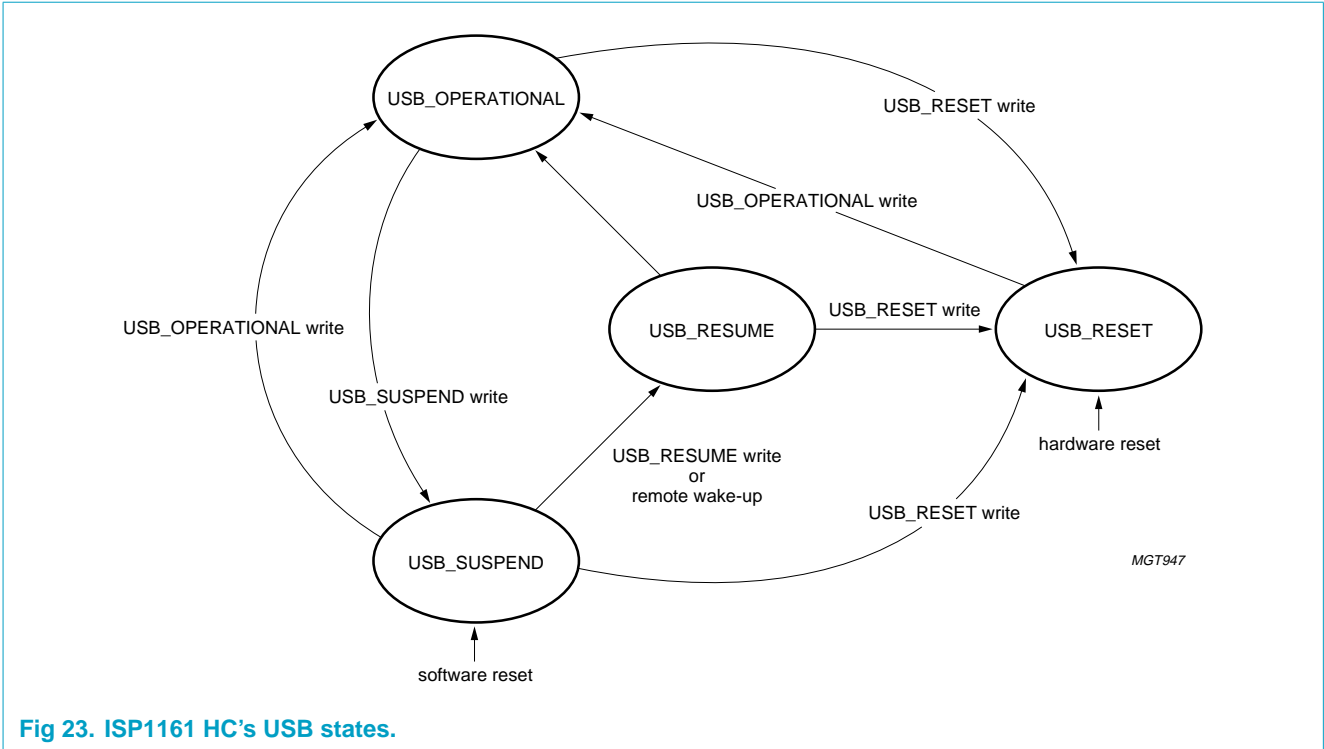 USB_OPERATIONAL
USB_RESET write
USB_OPERATIONAL write
USB_RESUME
USB_RESET write
USB_RESET
USB_OPERATIONAL write
USB_SUSPEND write
hardware reset
USB_RESUME write
or
remote wake-up
USB_RESET write
USB_SUSPEND
MGT947
software reset
Fig 23. ISP1161 HC’s USB states.